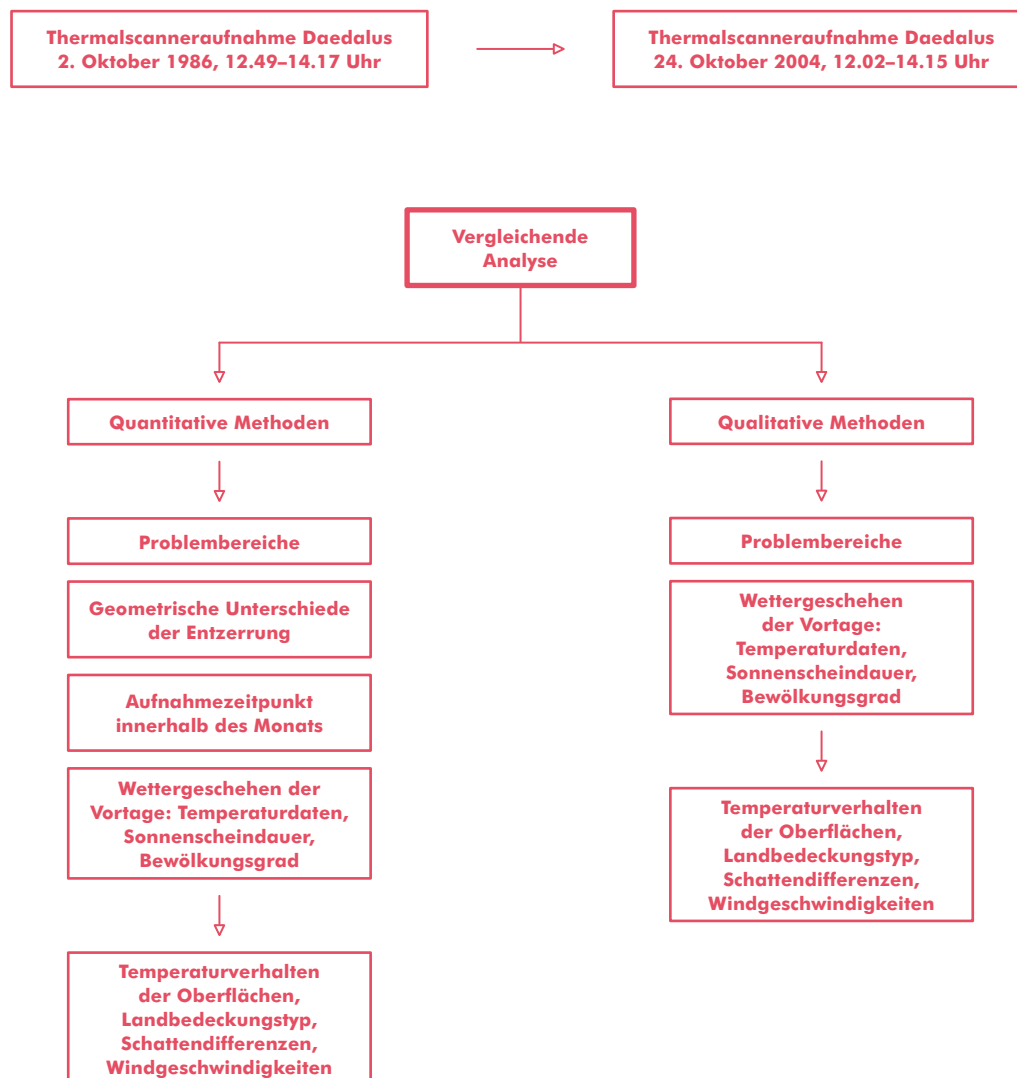 Thermalscanneraufnahme Daedalus
2. Oktober 1986, 12.49–14.17 Uhr
Thermalscanneraufnahme Daedalus
24. Oktober 2004, 12.02–14.15 Uhr
Vergleichende
Analyse
Quantitative Methoden
Problembereiche
Geometrische Unterschiede
der Entzerrung
Aufnahmezeitpunkt
innerhalb des Monats
Wettergeschehen der
Vortage: Temperaturdaten,
Sonnenscheindauer,
Bewölkungsgrad
Temperaturverhalten
der Oberflächen,
Landbedeckungstyp,
Schattendifferenzen,
Windgeschwindigkeiten
Qualitative Methoden
Problembereiche
Wettergeschehen
der Vortage:
Temperaturdaten,
Sonnenscheindauer,
Bewölkungsgrad
Temperaturverhalten
der Oberflächen,
Landbedeckungstyp,
Schattendifferenzen,
Windgeschwindigkeiten